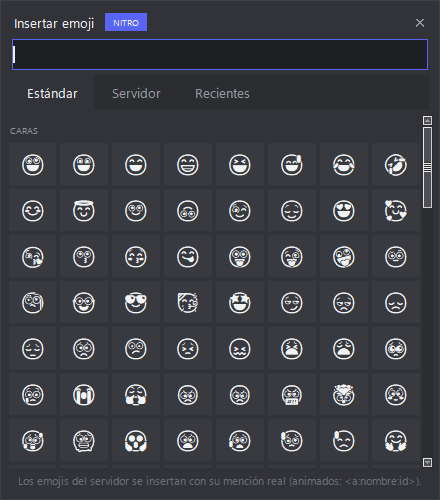 Insertar emoji NITRO
Estándar Servidor Recientes
CARAS
Los emojis del servidor se insertan con su mención real (animados: <a:nombre:id>).